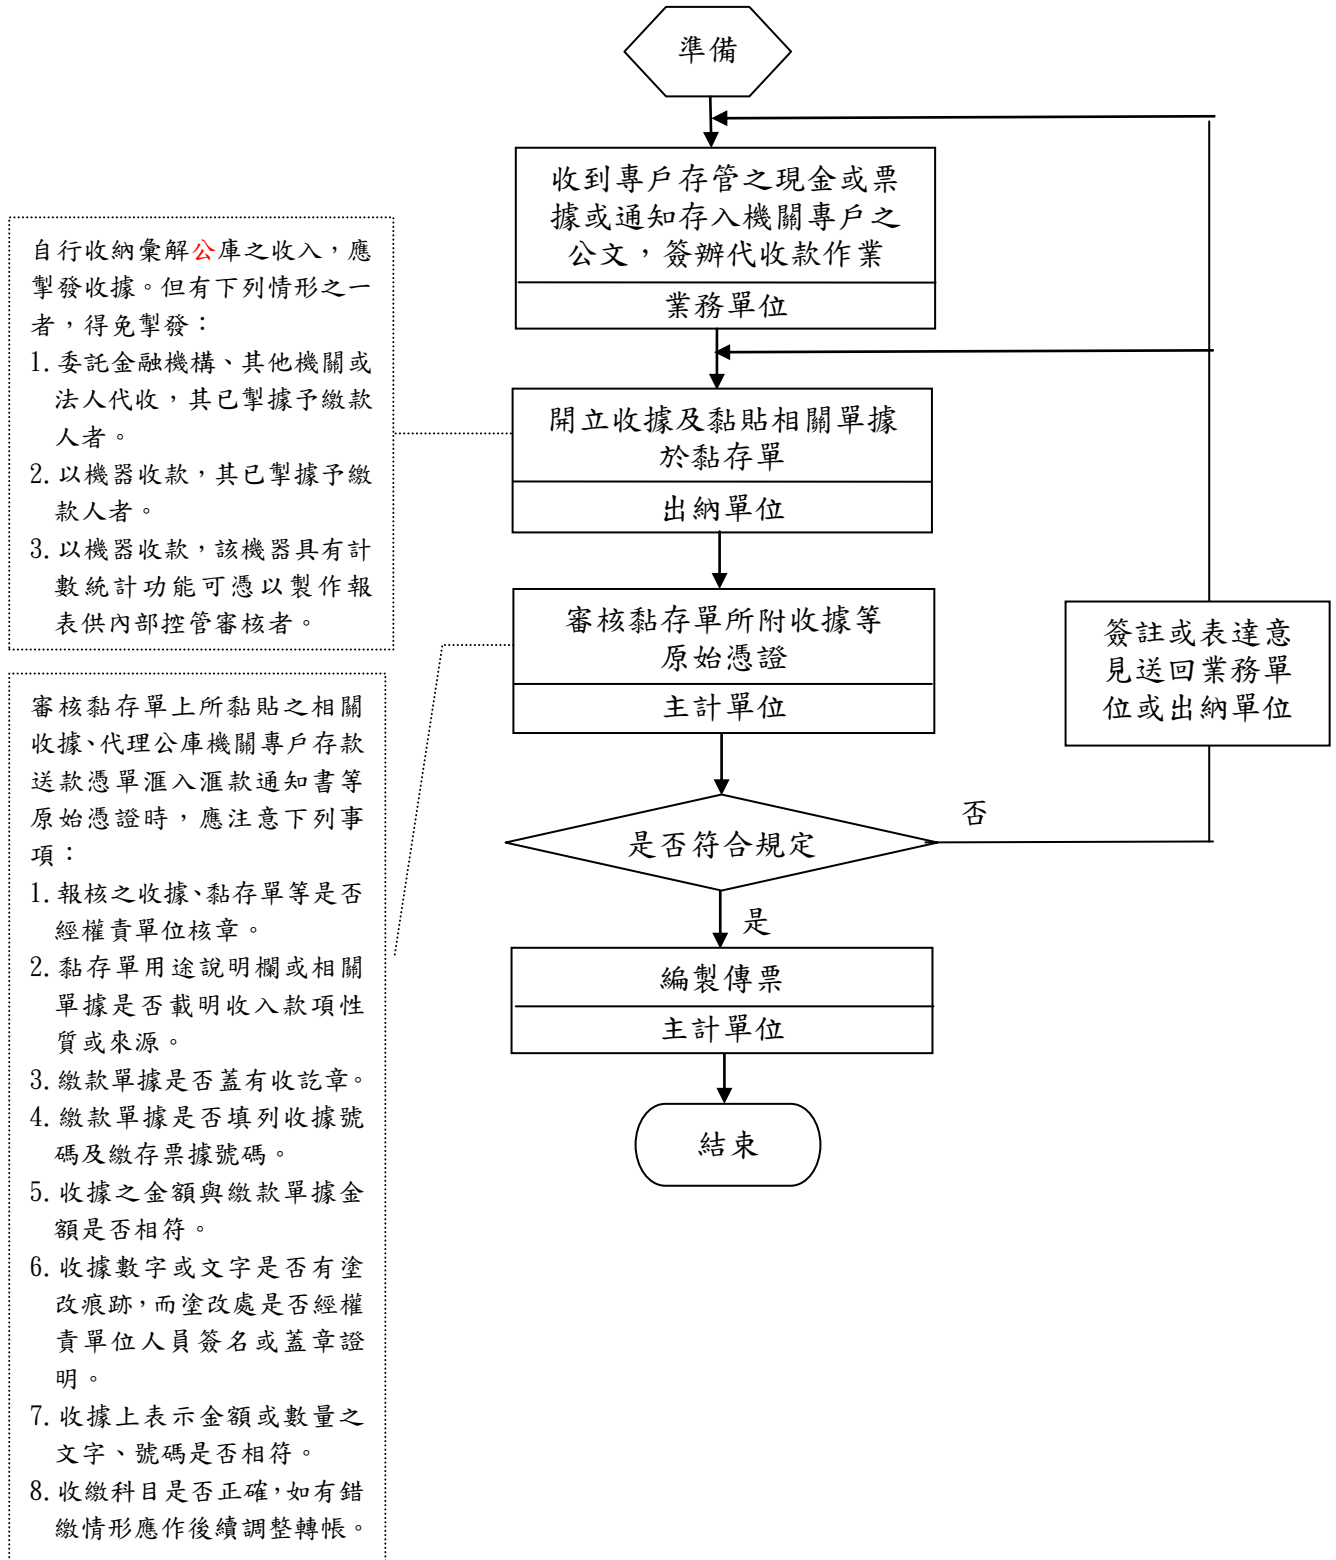 準備
收到專戶存管之現金或票
據或通知存入機關專戶之
公文，簽辦代收款作業
業務單位
自行收納彙解公庫之收入，應
掣發收據。但有下列情形之一
者，得免掣發：
1.委託金融機構、其他機關或
法人代收，其已掣據予繳款
人者。
2.以機器收款，其已掣據予繳
款人者。
3.以機器收款，該機器具有計
數統計功能可憑以製作報
表供內部控管審核者。
開立收據及黏貼相關單據
於黏存單
出納單位
審核黏存單所附收據等
原始憑證
主計單位
簽註或表達意
見送回業務單
位或出納單位
審核黏存單上所黏貼之相關
收據、代理公庫機關專戶存款
送款憑單滙入滙款通知書等
原始憑證時，應注意下列事
項：
1.報核之收據、黏存單等是否
經權責單位核章。
2.黏存單用途說明欄或相關
單據是否載明收入款項性
質或來源。
3.繳款單據是否蓋有收訖章。
4.繳款單據是否填列收據號
碼及繳存票據號碼。
5.收據之金額與繳款單據金
額是否相符。
6.收據數字或文字是否有塗
改痕跡，而塗改處是否經權
責單位人員簽名或蓋章證
明。
7.收據上表示金額或數量之
文字、號碼是否相符。
8.收繳科目是否正確，如有錯
繳情形應作後續調整轉帳。
是否符合規定
否
是
編製傳票
主計單位
結束